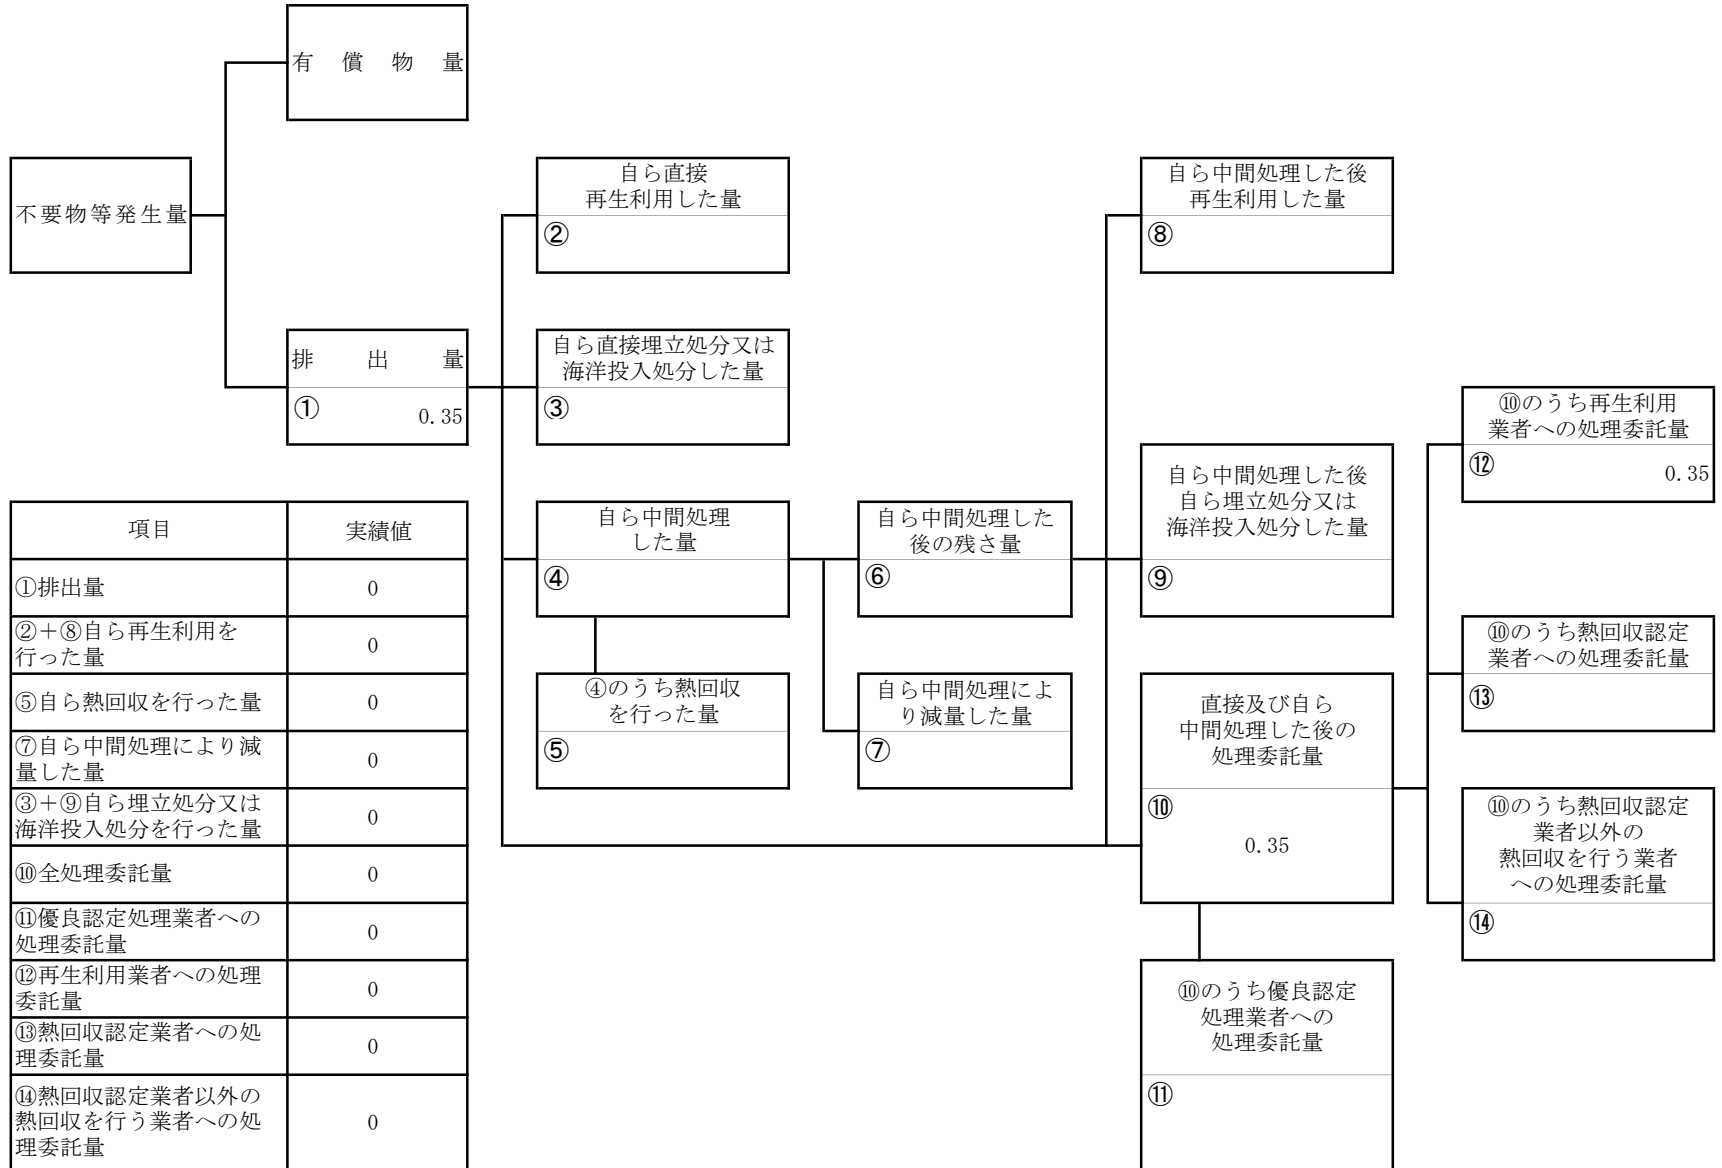 有償物量
不要物等発生量
自ら直接
再生利用した量
②
自ら中間処理した後
再生利用した量
⑧
排出量
① 0.35
自ら直接埋立処分又は
海洋投入処分した量
③
⑩のうち再生利用
業者への処理委託量
⑫ 0.35
自ら中間処理
した量
④
自ら中間処理した
後の残さ量
⑥
自ら中間処理した後
自ら埋立処分又は
海洋投入処分した量
⑨
⑩のうち熱回収認定
業者への処理委託量
⑬
④のうち熱回収
を行った量
⑤
自ら中間処理によ
り減量した量
⑦
直接及び自ら
中間処理した後の
処理委託量
⑩
0.35
⑩のうち熱回収認定
業者以外の
熱回収を行う業者
への処理委託量
⑭
⑩のうち優良認定
処理業者への
処理委託量
⑪
項目 実績値
①排出量 0
②+⑧自ら再生利用を
行った量 0
⑤自ら熱回収を行った量 0
⑦自ら中間処理により減
量した量 0
③+⑨自ら埋立処分又は
海洋投入処分を行った量 0
⑩全処理委託量 0
⑪優良認定処理業者への
処理委託量 0
⑫再生利用業者への処理
委託量 0
⑬熱回収認定業者への処
理委託量 0
⑭熱回収認定業者以外の
熱回収を行う業者への処 0
理委託量